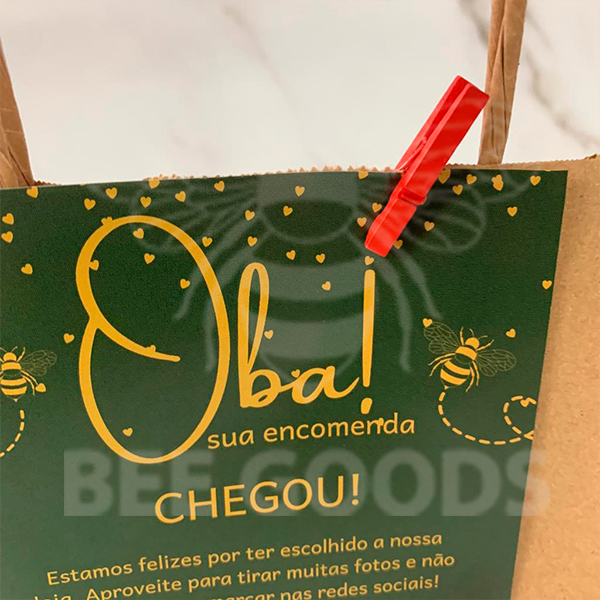 Oba!
sua encomenda
CHEGOU!
Estamos felizes por ter escolhido a nossa
Aproveite para tirar muitas fotos e não
nas redes sociais!
BEE GOODS